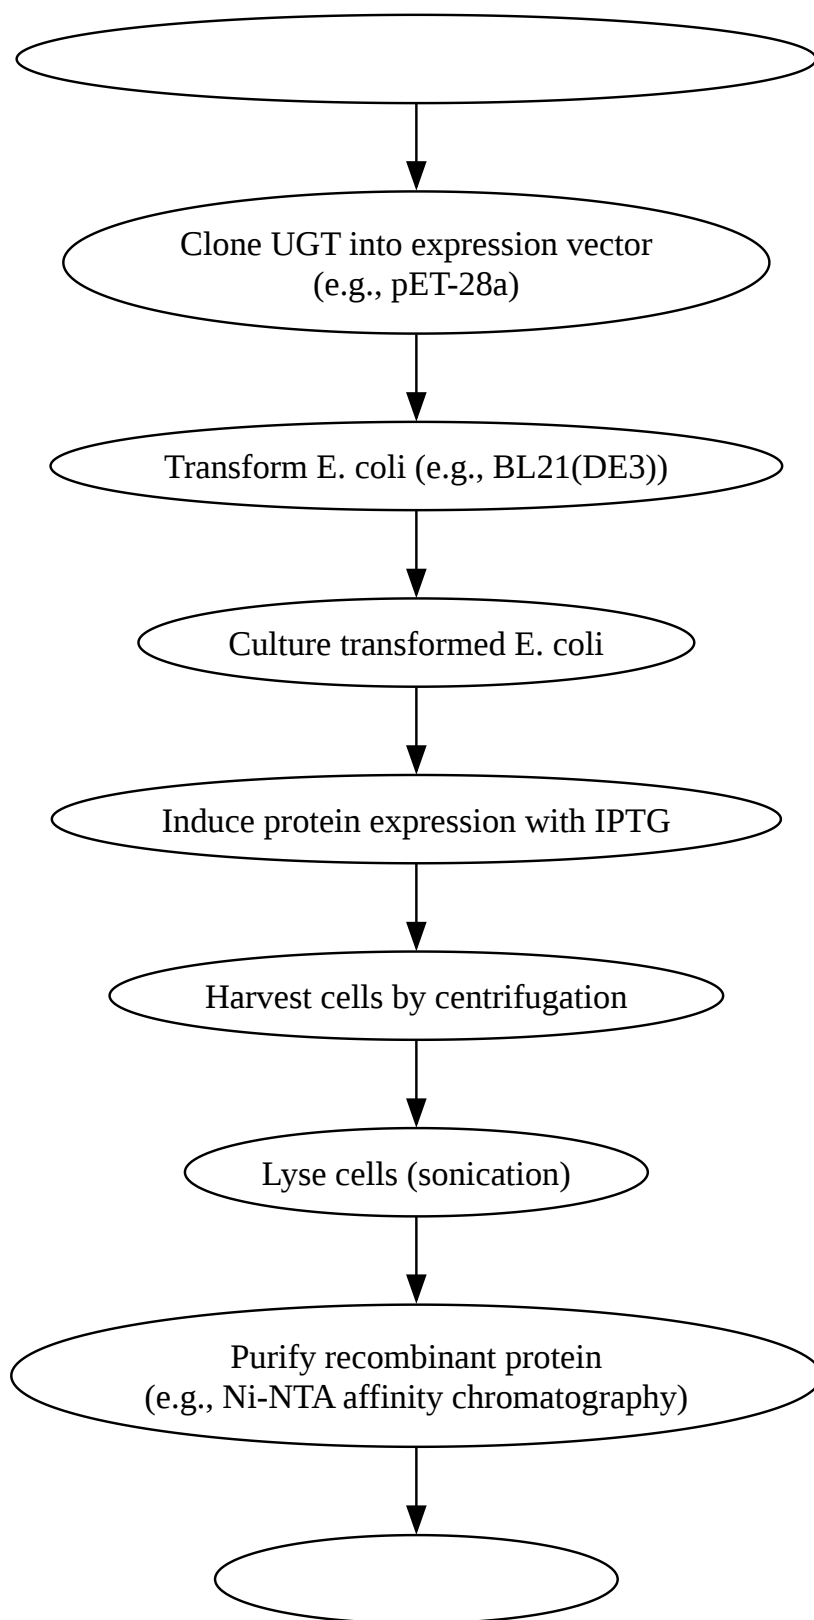 Clone UGT into expression vector
(e.g., pET-28a)
Transform E. coli (e.g., BL21(DE3))
Culture transformed E. coli
Induce protein expression with IPTG
Harvest cells by centrifugation
Lyse cells (sonication)
Purify recombinant protein
(e.g., Ni-NTA affinity chromatography)